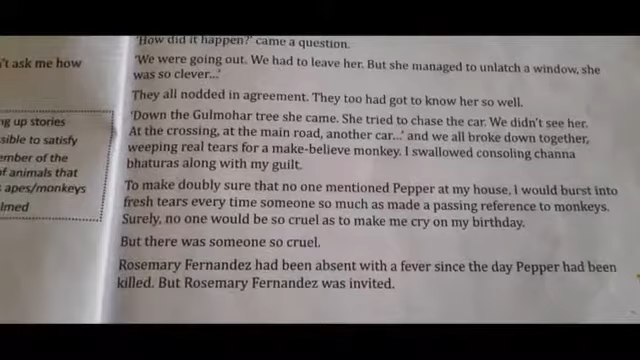 'How did it happen?' came a question.
'We were going out. We had to leave her. But she managed to unlatch a window, she
was so clever...'
They all nodded in agreement. They too had got to know her so well.
'Down the Gulmohar tree she came. She tried to chase the car. We didn't see her.
At the crossing, at the main road, another car...' and we all broke down together,
weeping real tears for a make-believe monkey. I swallowed consoling channa
bhaturas along with my guilt.
To make doubly sure that no one mentioned Pepper at my house, I would burst into
fresh tears every time someone so much as made a passing reference to monkeys.
Surely, no one would be so cruel as to make me cry on my birthday.
But there was someone so cruel.
Rosemary Fernandez had been absent with a fever since the day Pepper had been
killed. But Rosemary Fernandez was invited.
't ask me how
ng up stories
sible to satisfy
ember of the
of animals that
apes/monkeys
lmed